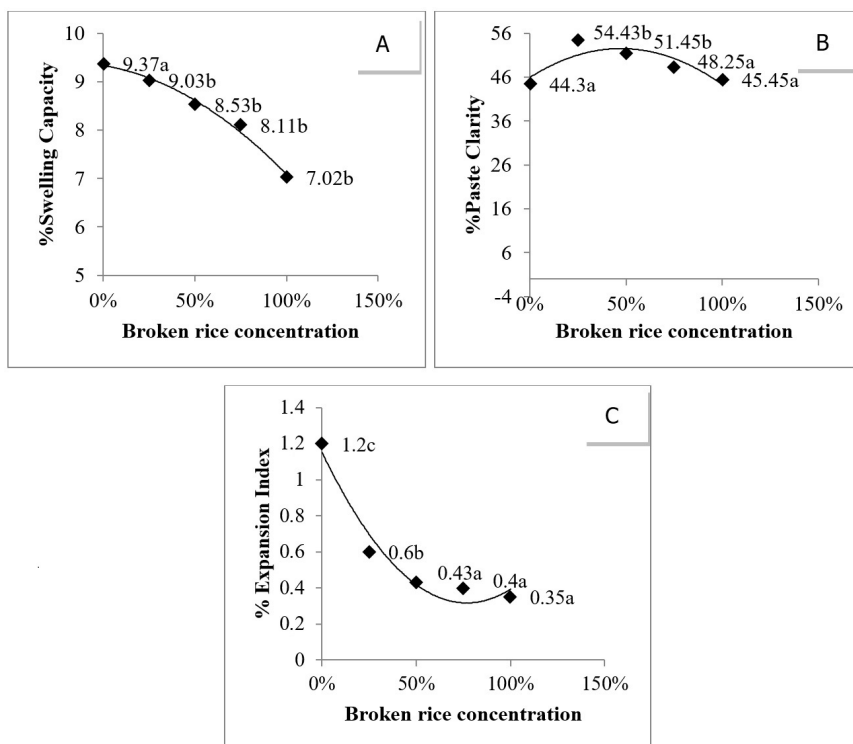 A
%Swelling Capacity
10
9
8
7
6
5
9.37a
9.03b
8.53b
8.11b
7.02b
0% 50% 100% 150%
Broken rice concentration
B
%Paste Clarity
56
46
36
26
16
6
-4
54.43b
51.45b
48.25a
44.3a
45.45a
0% 50% 100% 150%
Broken rice concentration
C
% Expansion Index
1.4
1.2
1
0.8
0.6
0.4
0.2
0
1.2c
0.6b
0.43a
0.4a
0.35a
0% 50% 100% 150%
Broken rice concentration